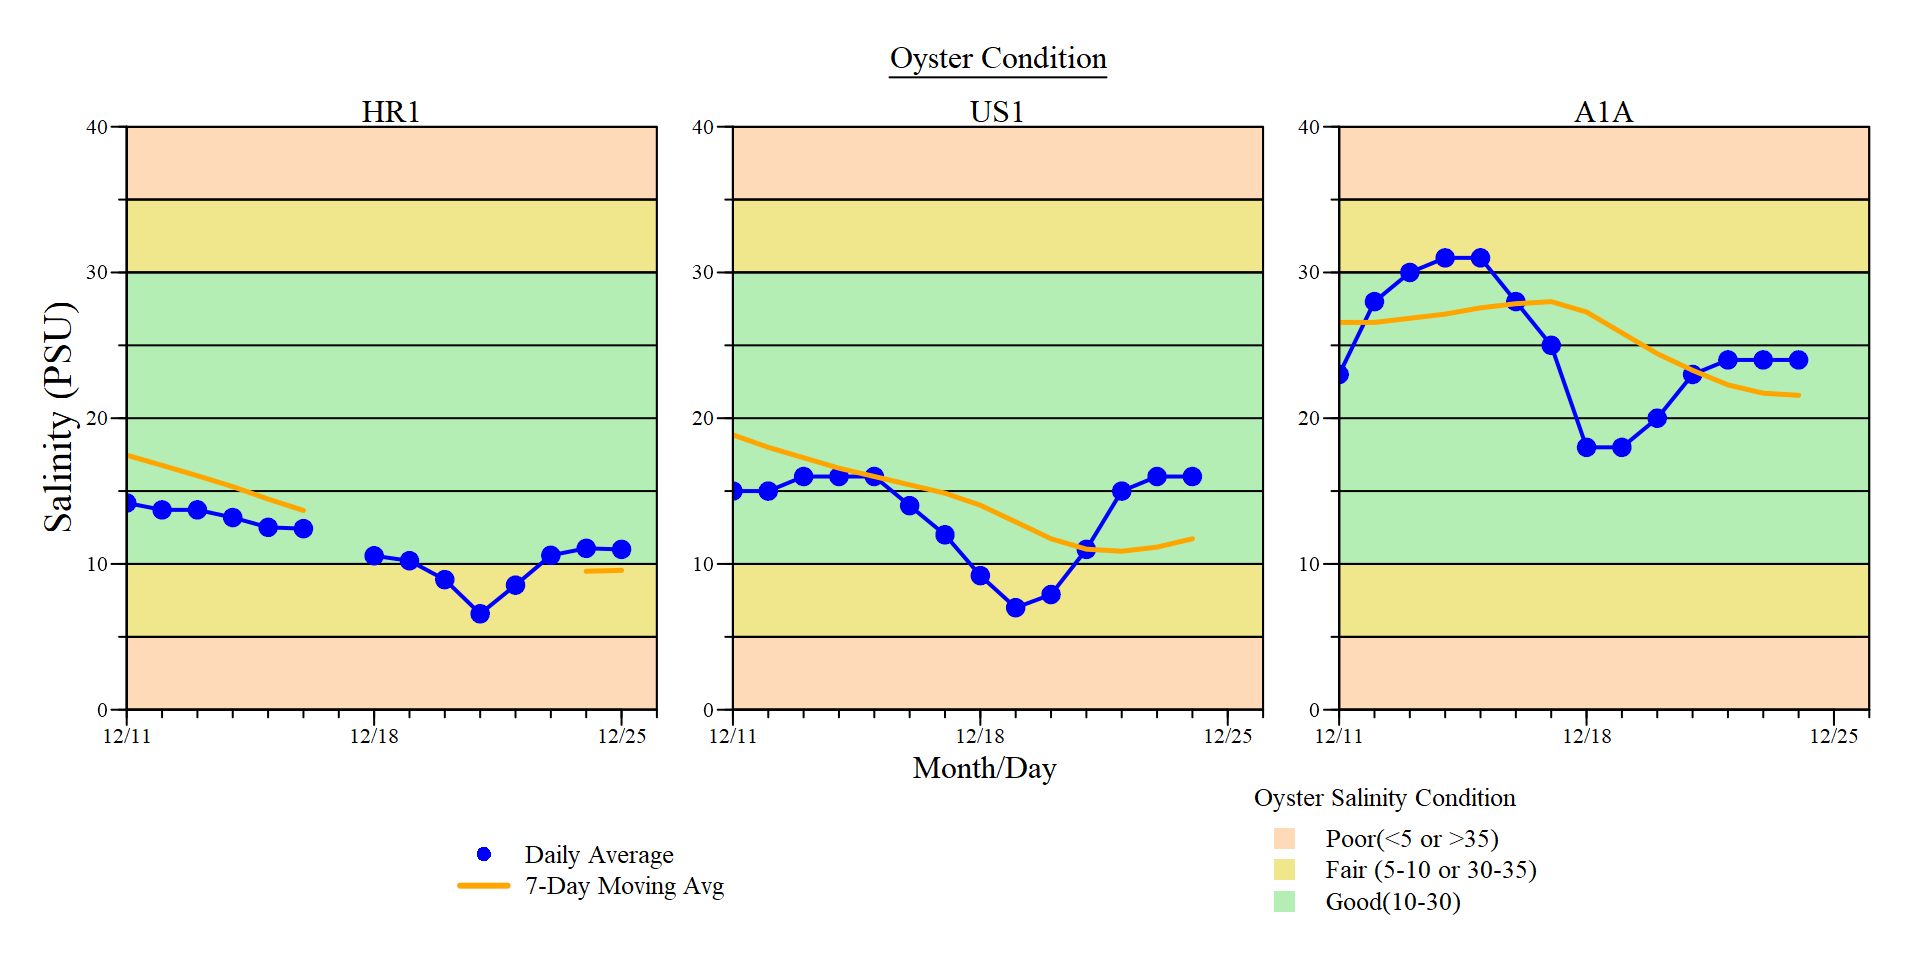 Oyster Condition
HR1
US1
A1A
Salinity (PSU)
40
30
20
10
0
12/11
12/18
12/25
40
30
20
10
0
12/11
12/18
12/25
40
30
20
10
0
12/11
12/18
12/25
Month/Day
Daily Average
7-Day Moving Avg
Oyster Salinity Condition
Poor(<5 or >35)
Fair (5-10 or 30-35)
Good(10-30)